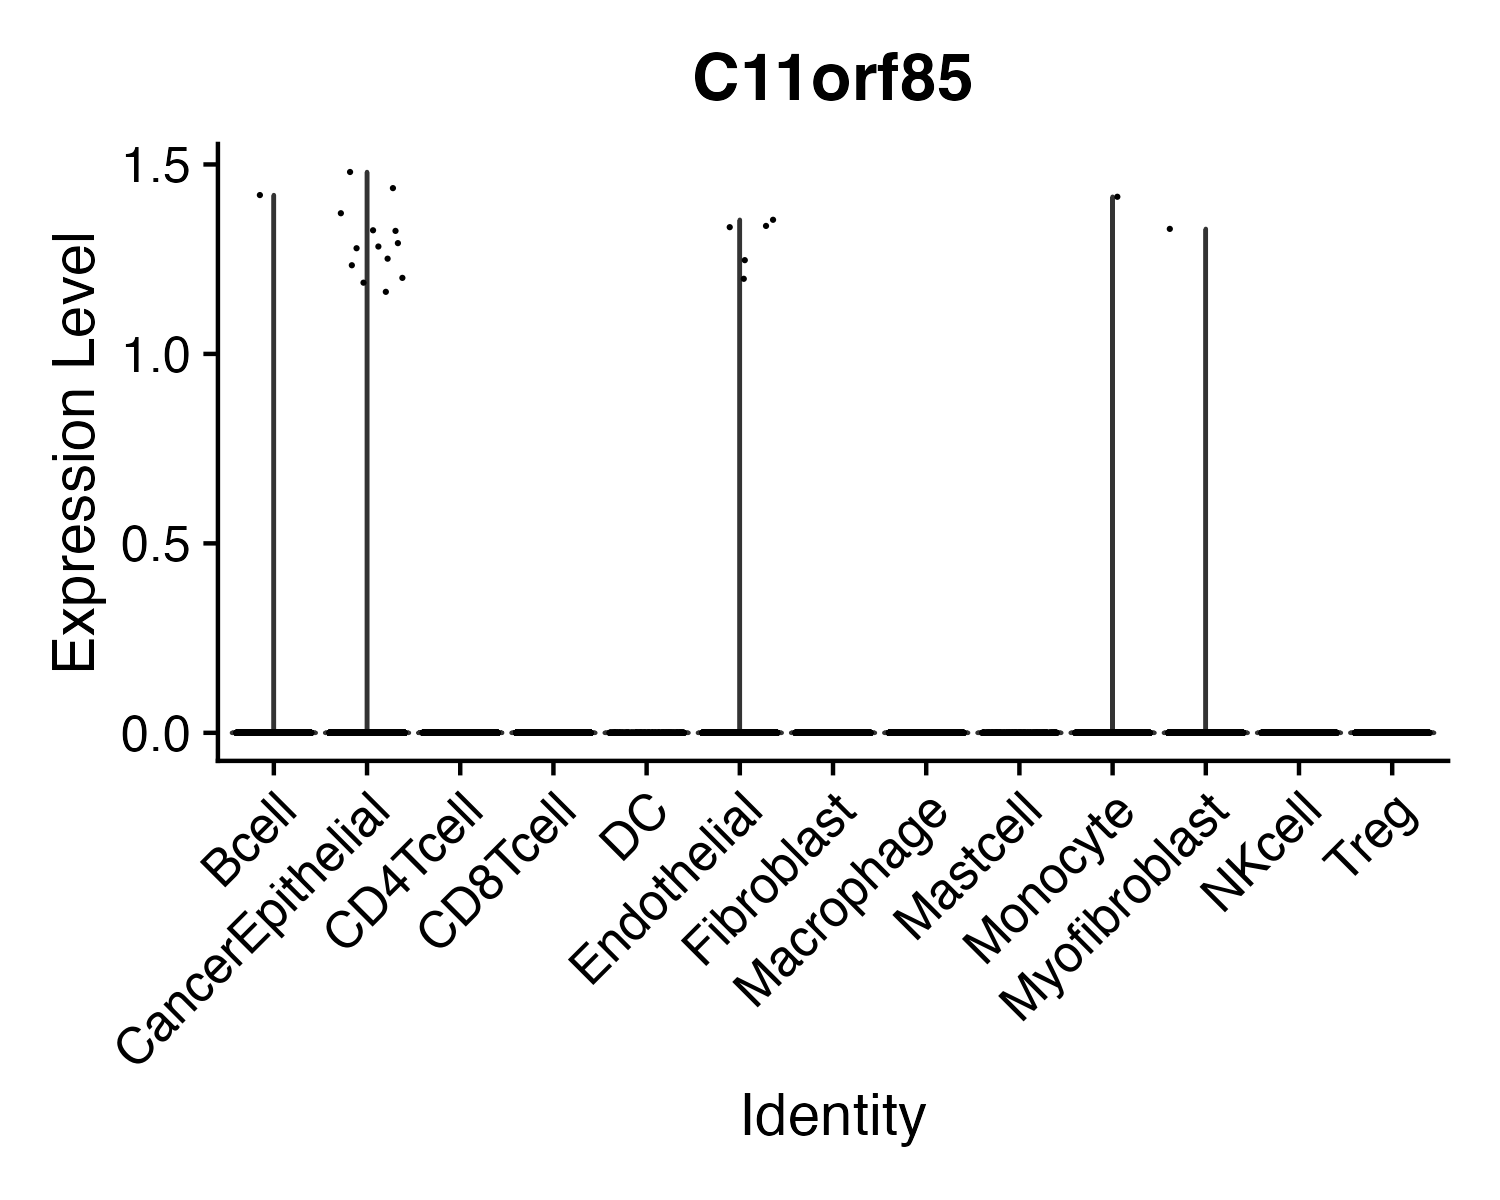 C11orf85
Expression Level
1.5
1.0
0.5
0.0
Bcell
CancerEpithelial
CD4Tcell
CD8Tcell
DC
Endothelial
Fibroblast
Macrophage
Mastcell
Monocyte
Myofibroblast
NKcell
Treg
Identity